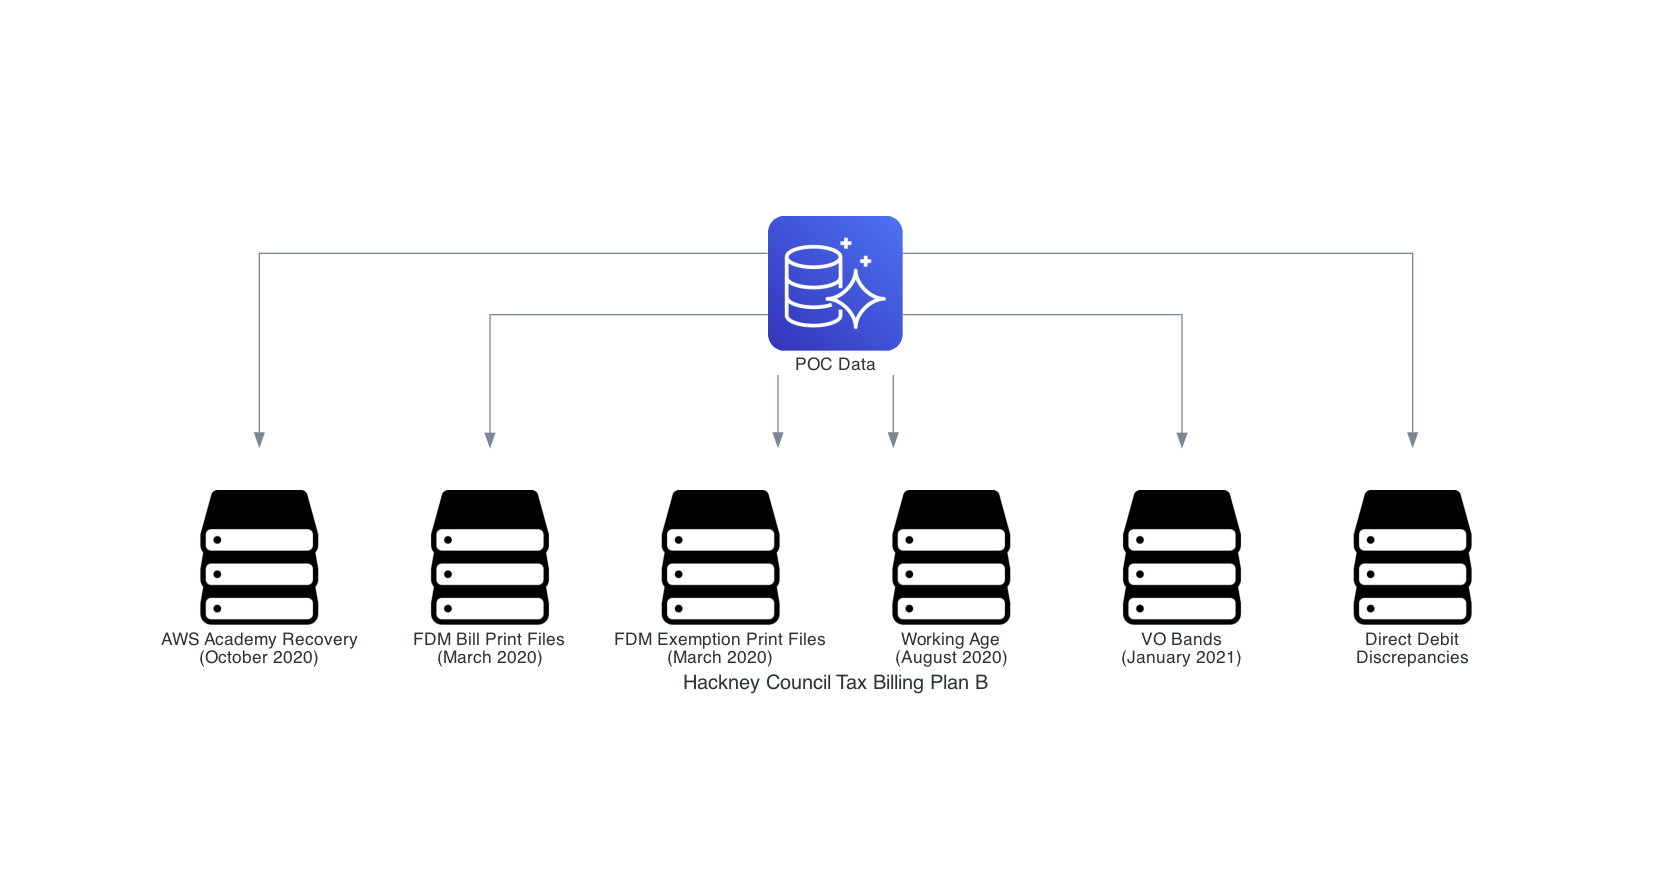 POC Data
AWS Academy Recovery
(October 2020)
FDM Bill Print Files
(March 2020)
FDM Exemption Print Files
(March 2020)
Working Age
(August 2020)
VO Bands
(January 2021)
Direct Debit
Discrepancies
Hackney Council Tax Billing Plan B